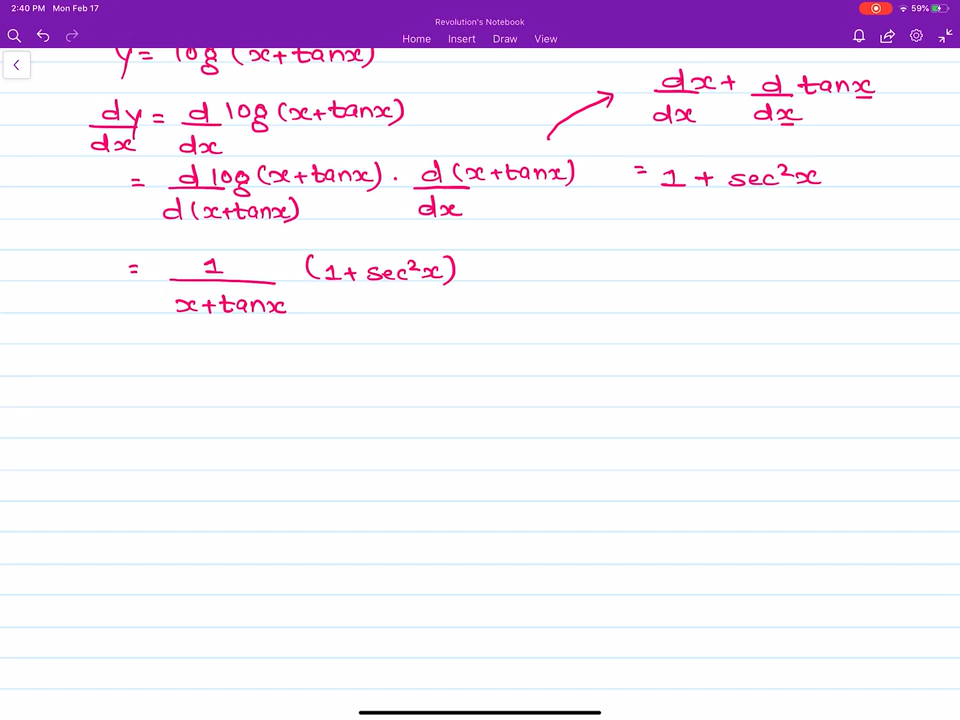 2:40 PM Mon Feb 17 59%
Revolution's Notebook
Home Insert Draw View
y = log (x+tanx)
dy/dx = d/dx log (x+tanx)
= d log (x+tanx)/d(x+tanx) · d (x+tanx)/dx
= 1/x+tanx (1+ sec²x)
dx/dx + d/dx tanx
= 1 + sec²x